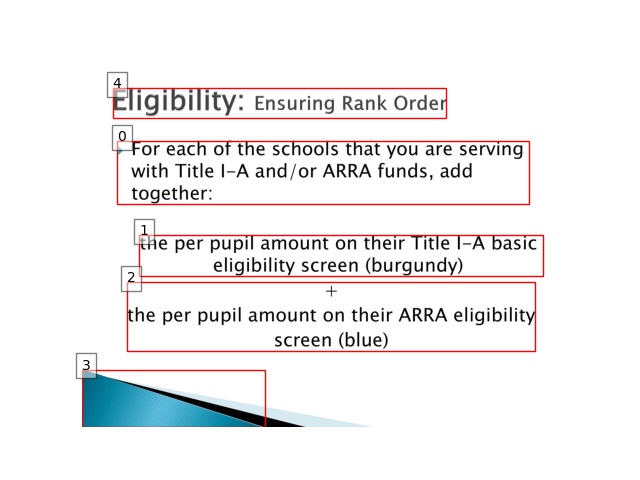 4
Eligibility: Ensuring Rank Order
0
For each of the schools that you are serving
with Title I-A and/or ARRA funds, add
together:
1
the per pupil amount on their Title I-A basic
eligibility screen (burgundy)
2
+
the per pupil amount on their ARRA eligibility
screen (blue)
3